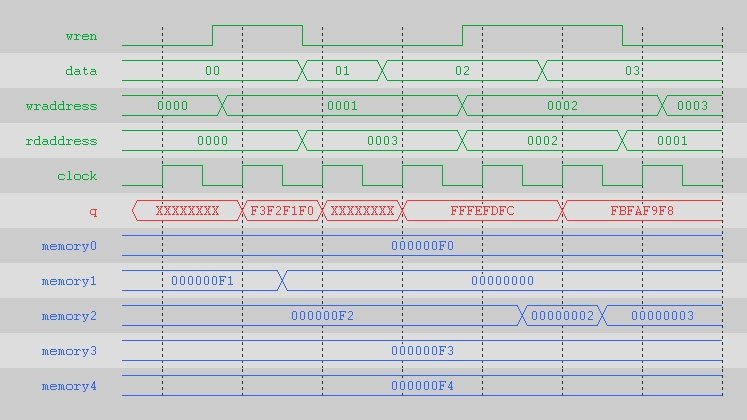 wren
data 00 01 02 03
wraddress 0000 0001 0002 0003
rdaddress 0000 0003 0002 0001
clock
q XXXXXXXX F3F2F1F0 XXXXXXXX FFFEFDFC FBFAF9F8
memory0 000000F0
memory1 000000F1 00000000
memory2 000000F2 00000002 00000003
memory3 000000F3
memory4 000000F4